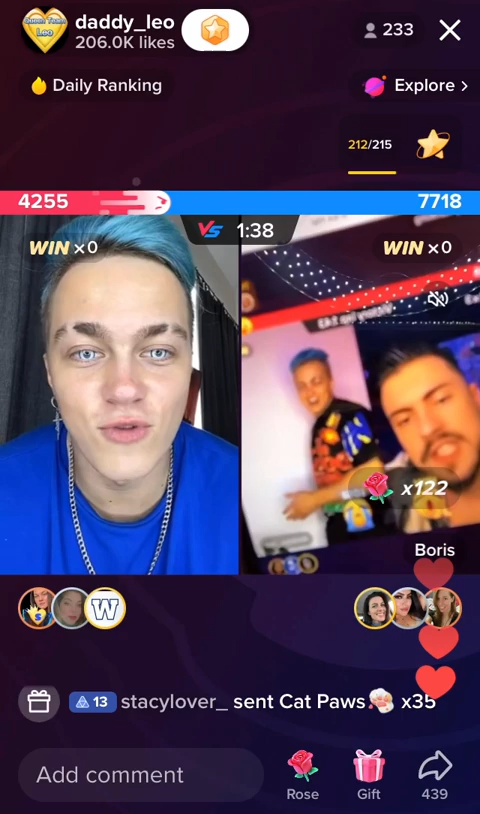 daddy_leo
206.0K likes
233
Daily Ranking
Explore >
212/215
4255
7718
VS 1:38
WIN x0
WIN x0
x122
Boris
W
13 stacylover_ sent Cat Paws x35
Add comment
Rose
Gift
439